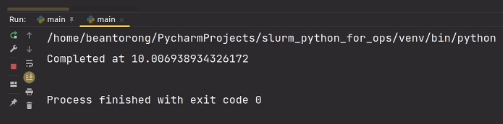 Run: main main
/home/beantorong/PycharmProjects/slurm_python_for_ops/venv/bin/python
Completed at 10.006938934326172
Process finished with exit code 0